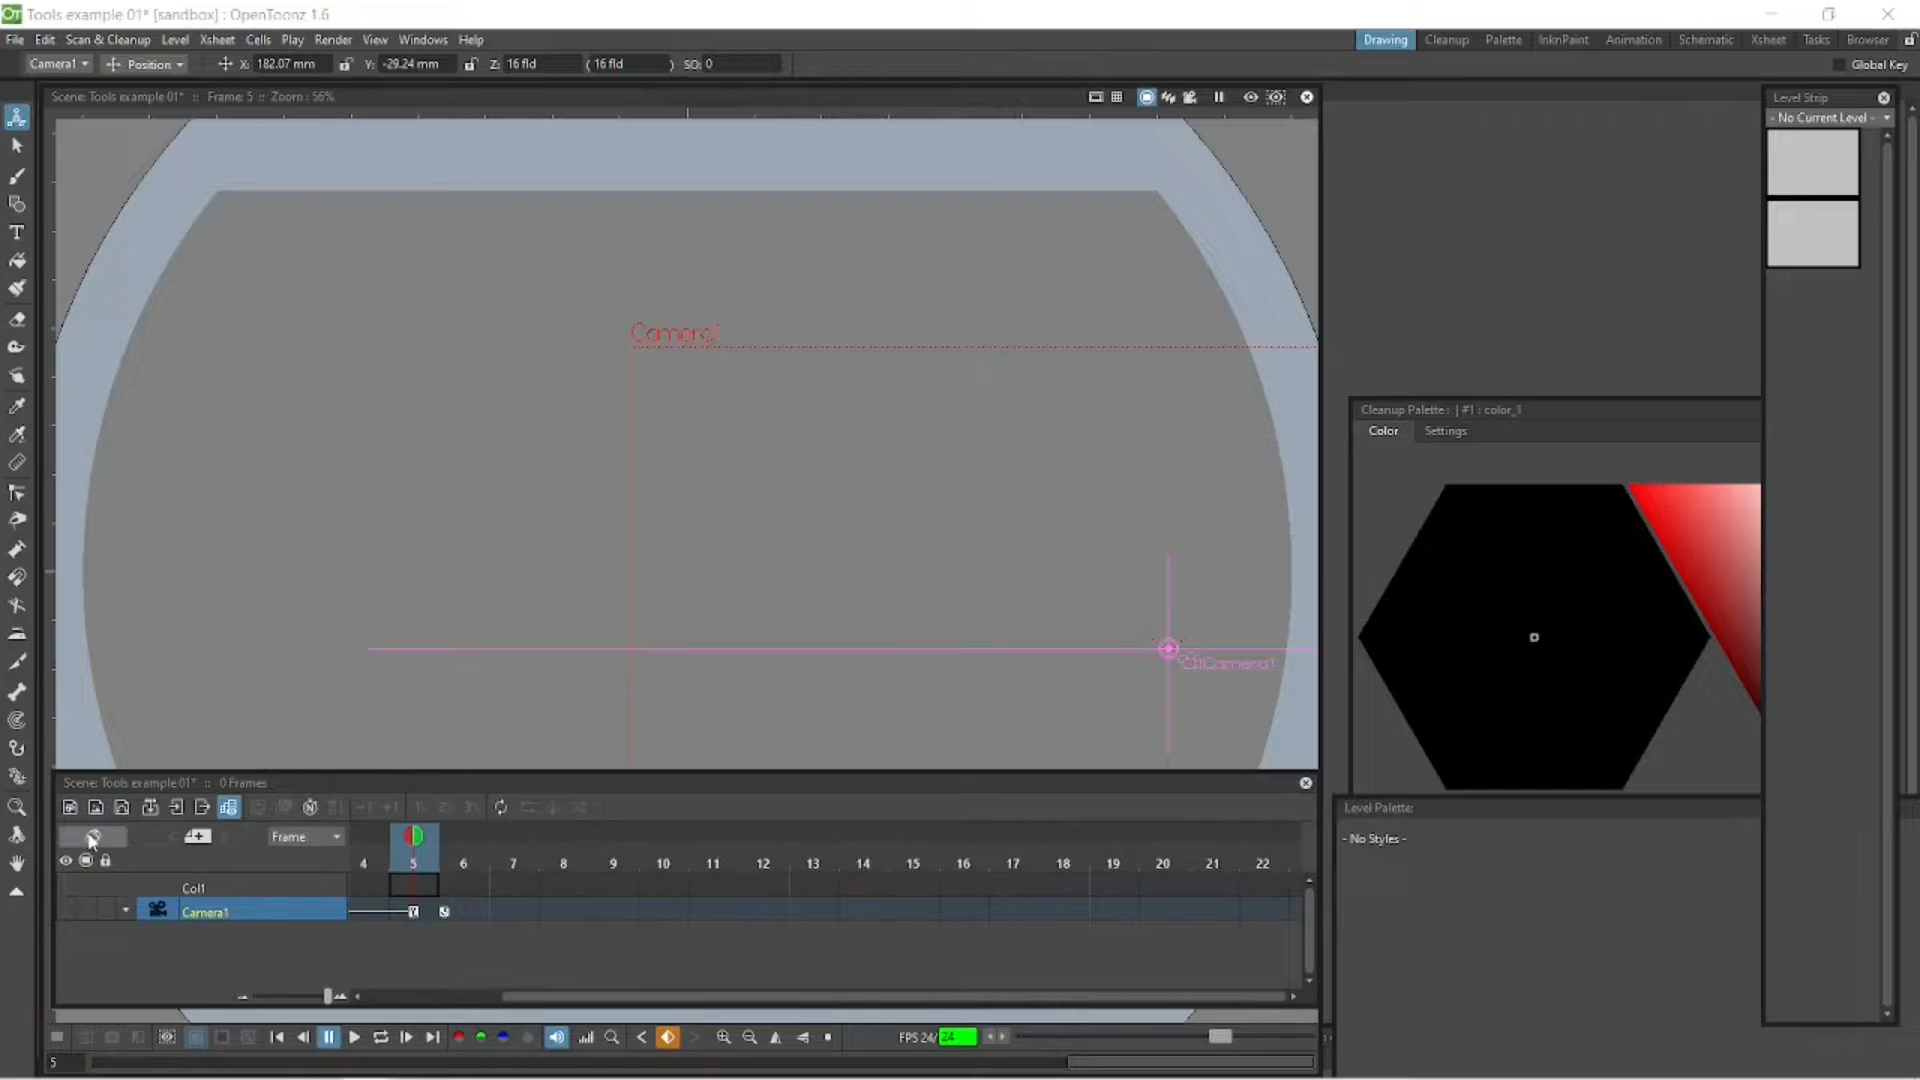 Tools example 01* [sandbox] : OpenToonz 1.6
File Edit Scan & Cleanup Level Xsheet Cells Play Render View Windows Help
Drawing Cleanup Palette InknPaint Animation Schematic Xsheet Tasks Browser
Camera1 Position X: 182.07 mm Y: -29.24 mm Z: 16 fld ( 16 fld ) SO: 0 Global Key
Scene: Tools example 01* :: Frame: 5 :: Zoom : 56%
Level Strip
- No Current Level -
Camera1
Camera1
Cleanup Palette : | #1 : color_1
Color Settings
Scene: Tools example 01* :: 0 Frames
Level Palette:
- No Styles -
Frame
4 5 6 7 8 9 10 11 12 13 14 15 16 17 18 19 20 21 22
Col1
Camera1
FPS 24/ 24
5